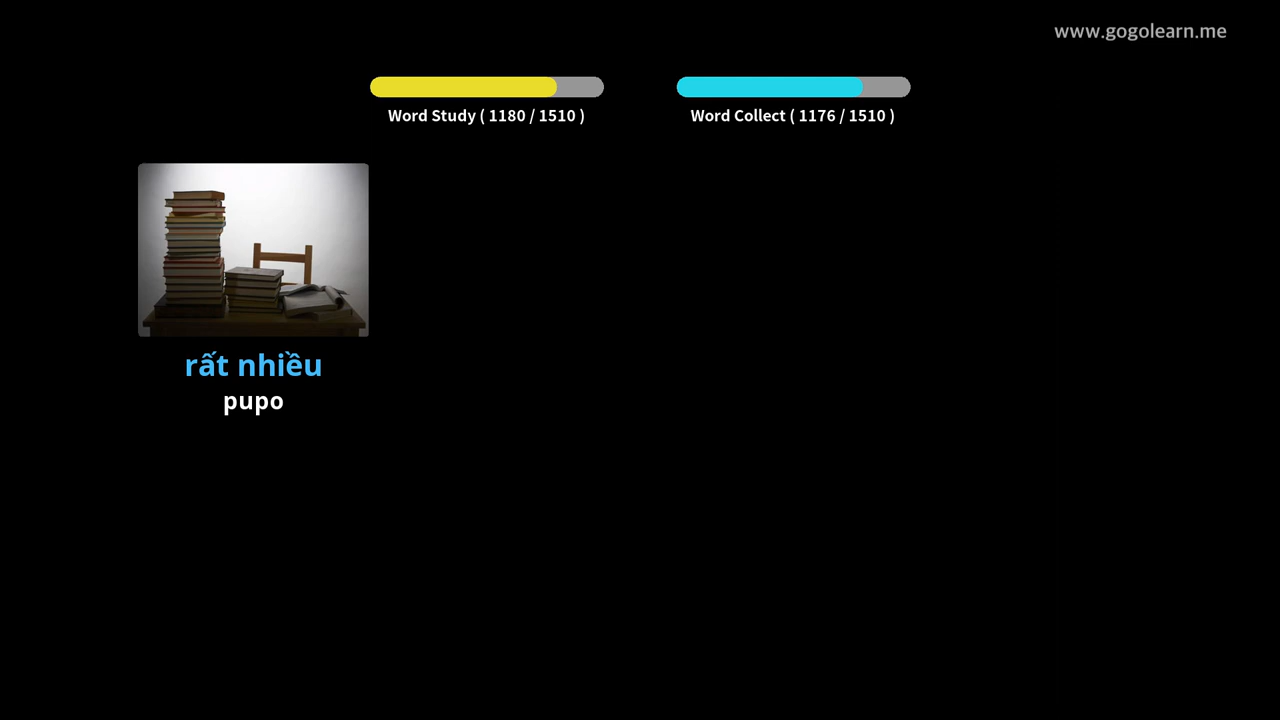 www.gogolearn.me
Word Study ( 1180 / 1510 )
Word Collect ( 1176 / 1510 )
rất nhiều
pupo